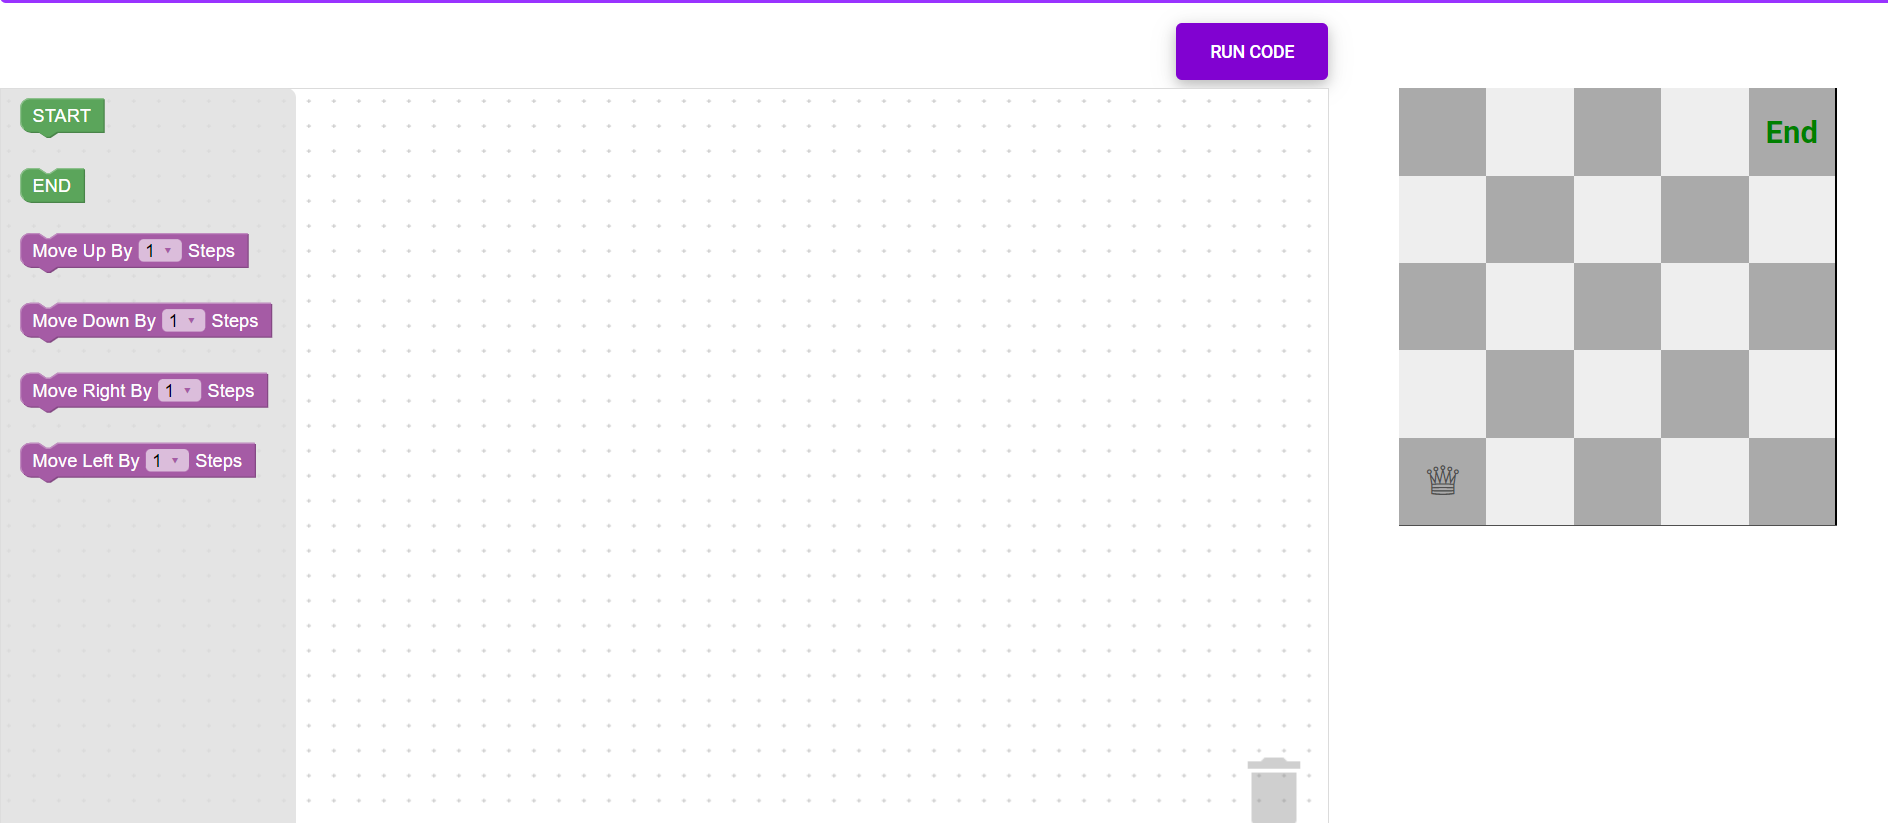 RUN CODE
START
END
Move Up By 1 Steps
Move Down By 1 Steps
Move Right By 1 Steps
Move Left By 1 Steps
End